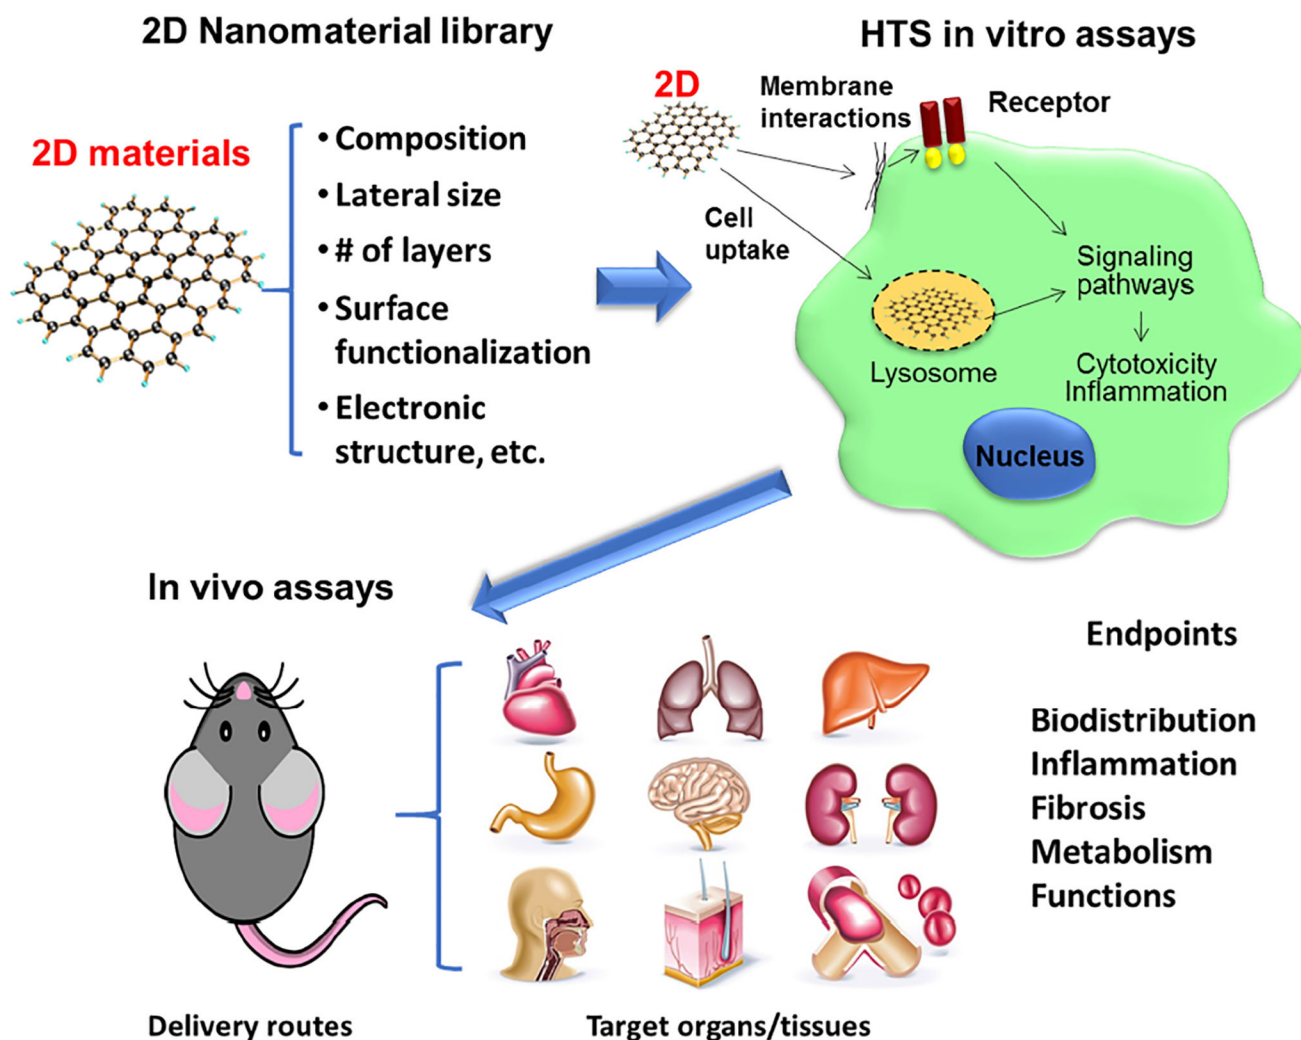 2D Nanomaterial library
2D materials
• Composition
• Lateral size
• # of layers
• Surface
functionalization
• Electronic
structure, etc.
HTS in vitro assays
2D
Membrane
interactions
Receptor
Cell
uptake
Signaling
pathways
Lysosome
Cytotoxicity
Inflammation
Nucleus
In vivo assays
Endpoints
Biodistribution
Inflammation
Fibrosis
Metabolism
Functions
Delivery routes
Target organs/tissues